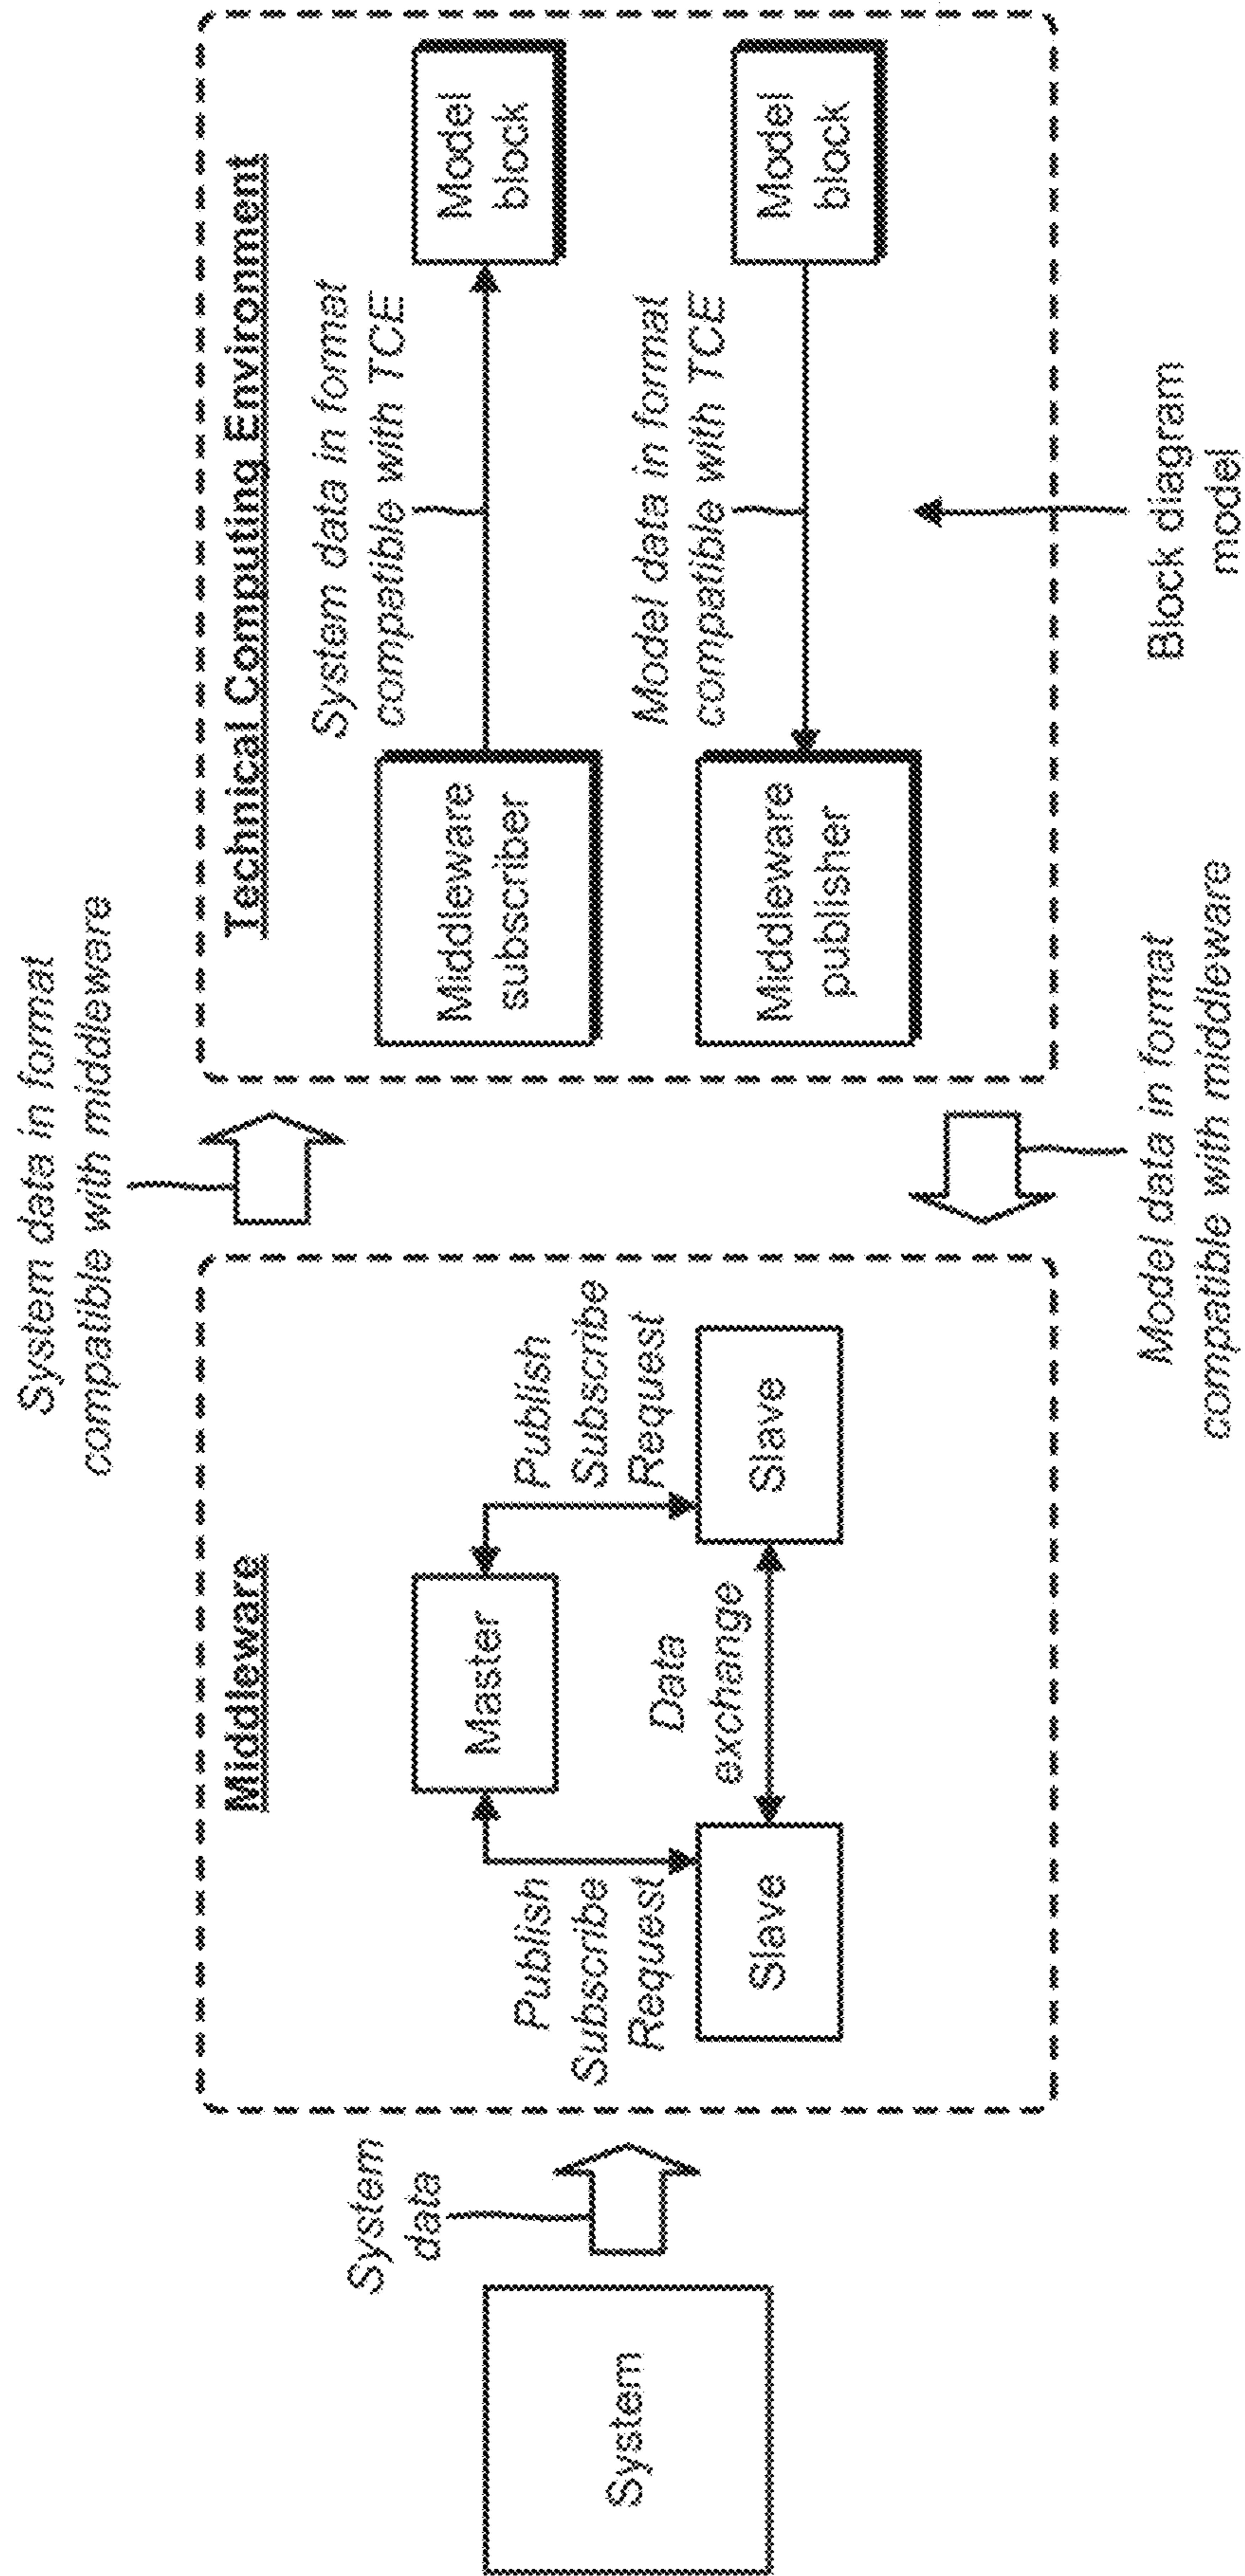 System
System
data
Middleware
Publish
Subscribe
Request
Master
Publish
Subscribe
Request
Data
exchange
Slave
Slave
System data in format
compatible with middleware
Model data in format
compatible with middleware
Technical Computing Environment
System data in format
compatible with TCE
Middleware
subscriber
Model
block
Model data in format
compatible with TCE
Middleware
publisher
Model
block
Block diagram
model